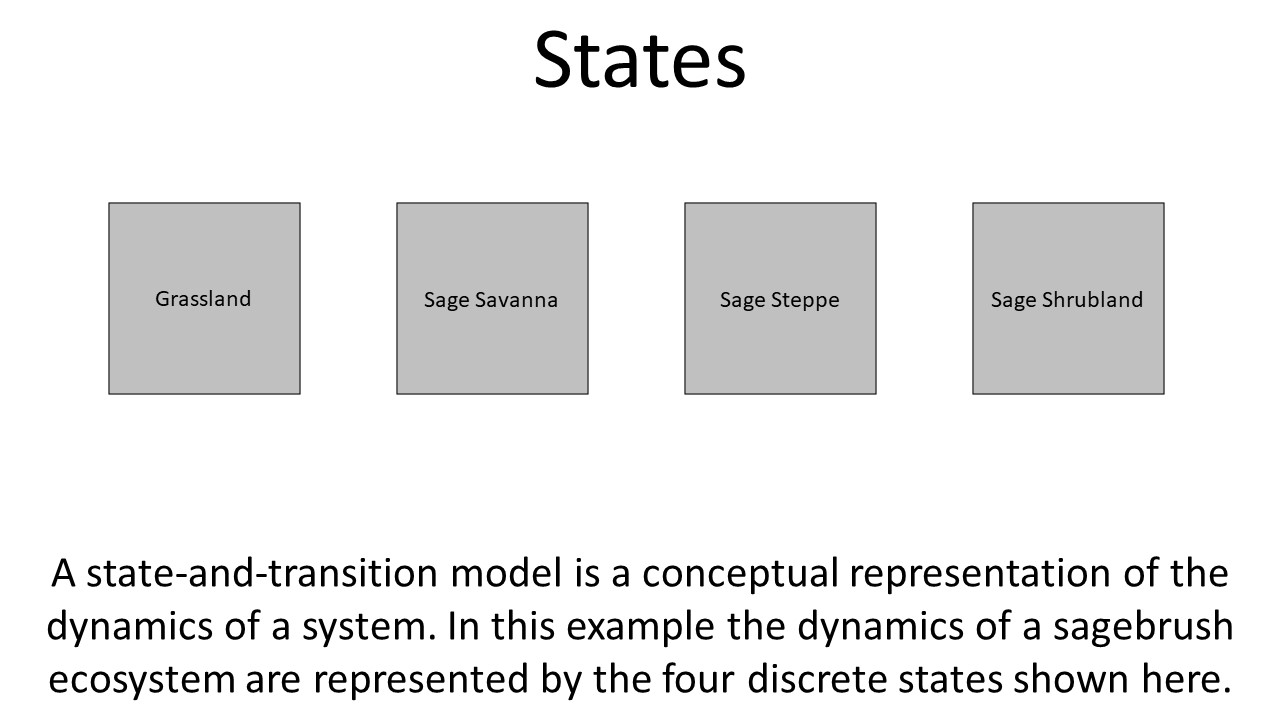 States
Grassland
Sage Savanna
Sage Steppe
Sage Shrubland
A state-and-transition model is a conceptual representation of the
dynamics of a system. In this example the dynamics of a sagebrush
ecosystem are represented by the four discrete states shown here.